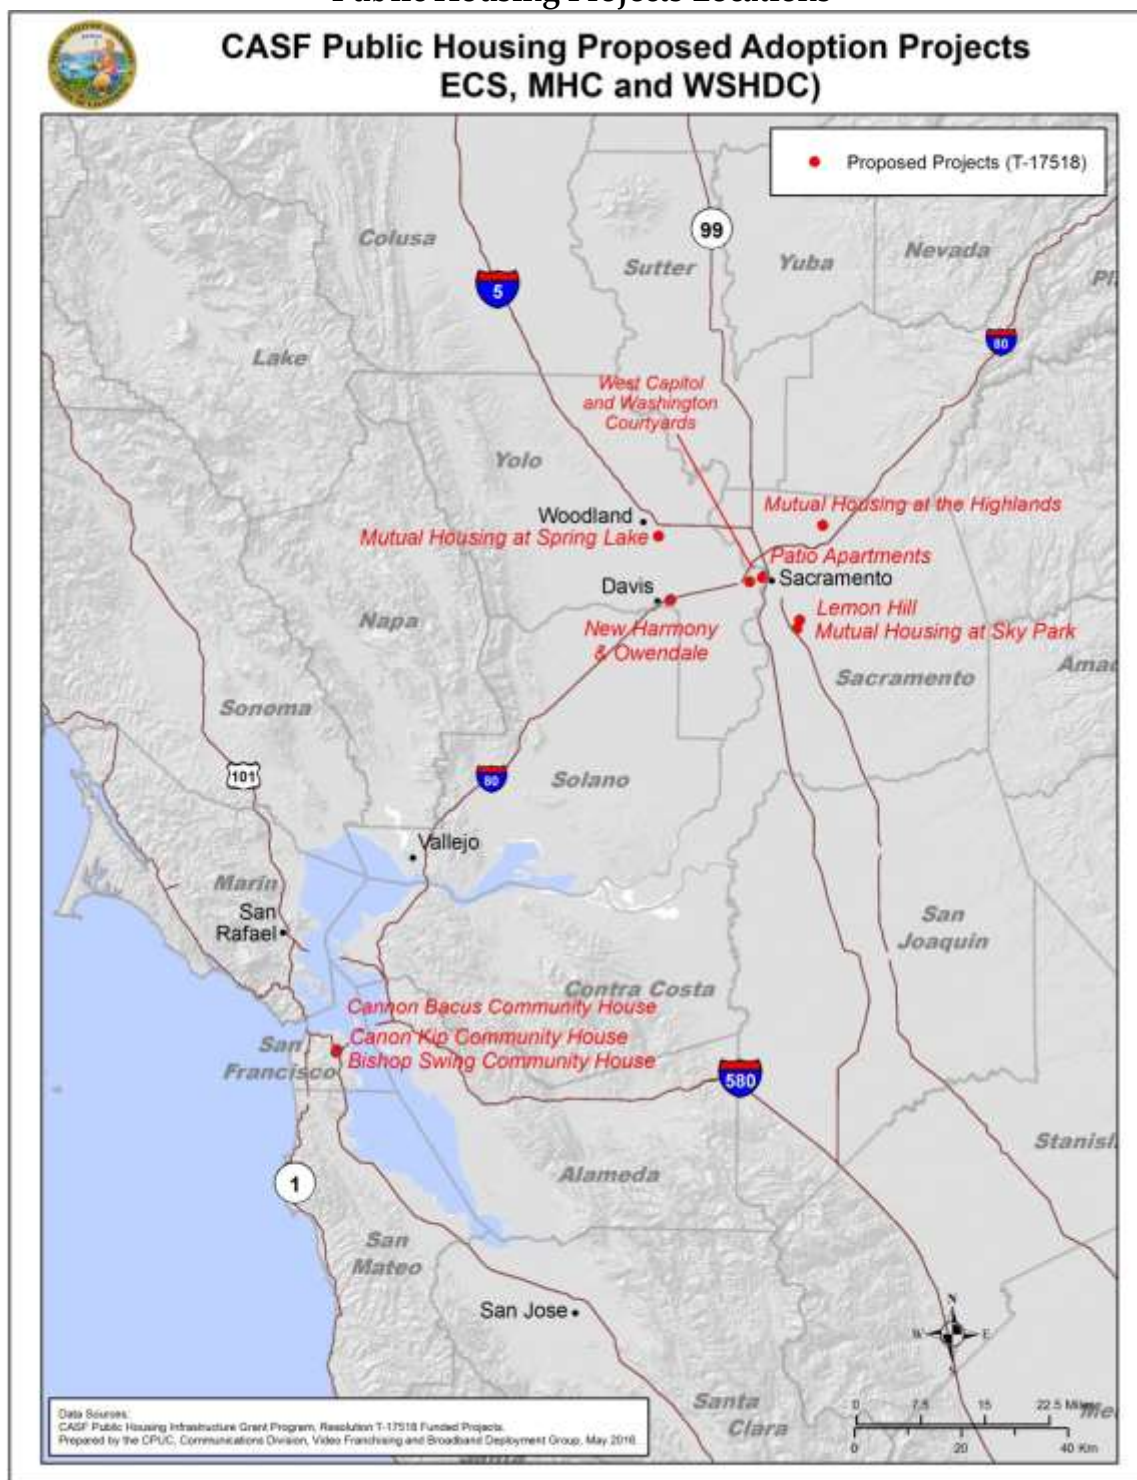 Public Housing Projects Locations
CASF Public Housing Proposed Adoption Projects
ECS, MHC and WSHDC)
Proposed Projects (T-17518)
99
Colusa
Sutter
Yuba
Nevada
5
80
Lake
West Capitol
and Washington
Courtyards
Yolo
Mutual Housing at the Highlands
Woodland
Mutual Housing at Spring Lake
Patio Apartments
Sacramento
Davis
Lemon Hill
Mutual Housing at Sky Park
New Harmony
& Owendale
Napa
Sacramento
Sonoma
101
80
Solano
Vallejo
Marin
San
Rafael
San
Joaquin
Contra Costa
Cannon Bacus Community House
Canon Kip Community House
Bishop Swing Community House
San
Francisco
580
Alameda
1
San
Mateo
San Jose
N
W
E
Santa
Clara
0 7.5 15 22.5 Miles
0 20 40 Km
Data Sources:
CASF Public Housing Infrastructure Grant Program, Resolution T-17518 Funded Projects.
Prepared by the CPUC, Communications Division, Video Franchising and Broadband Deployment Group, May 2016.